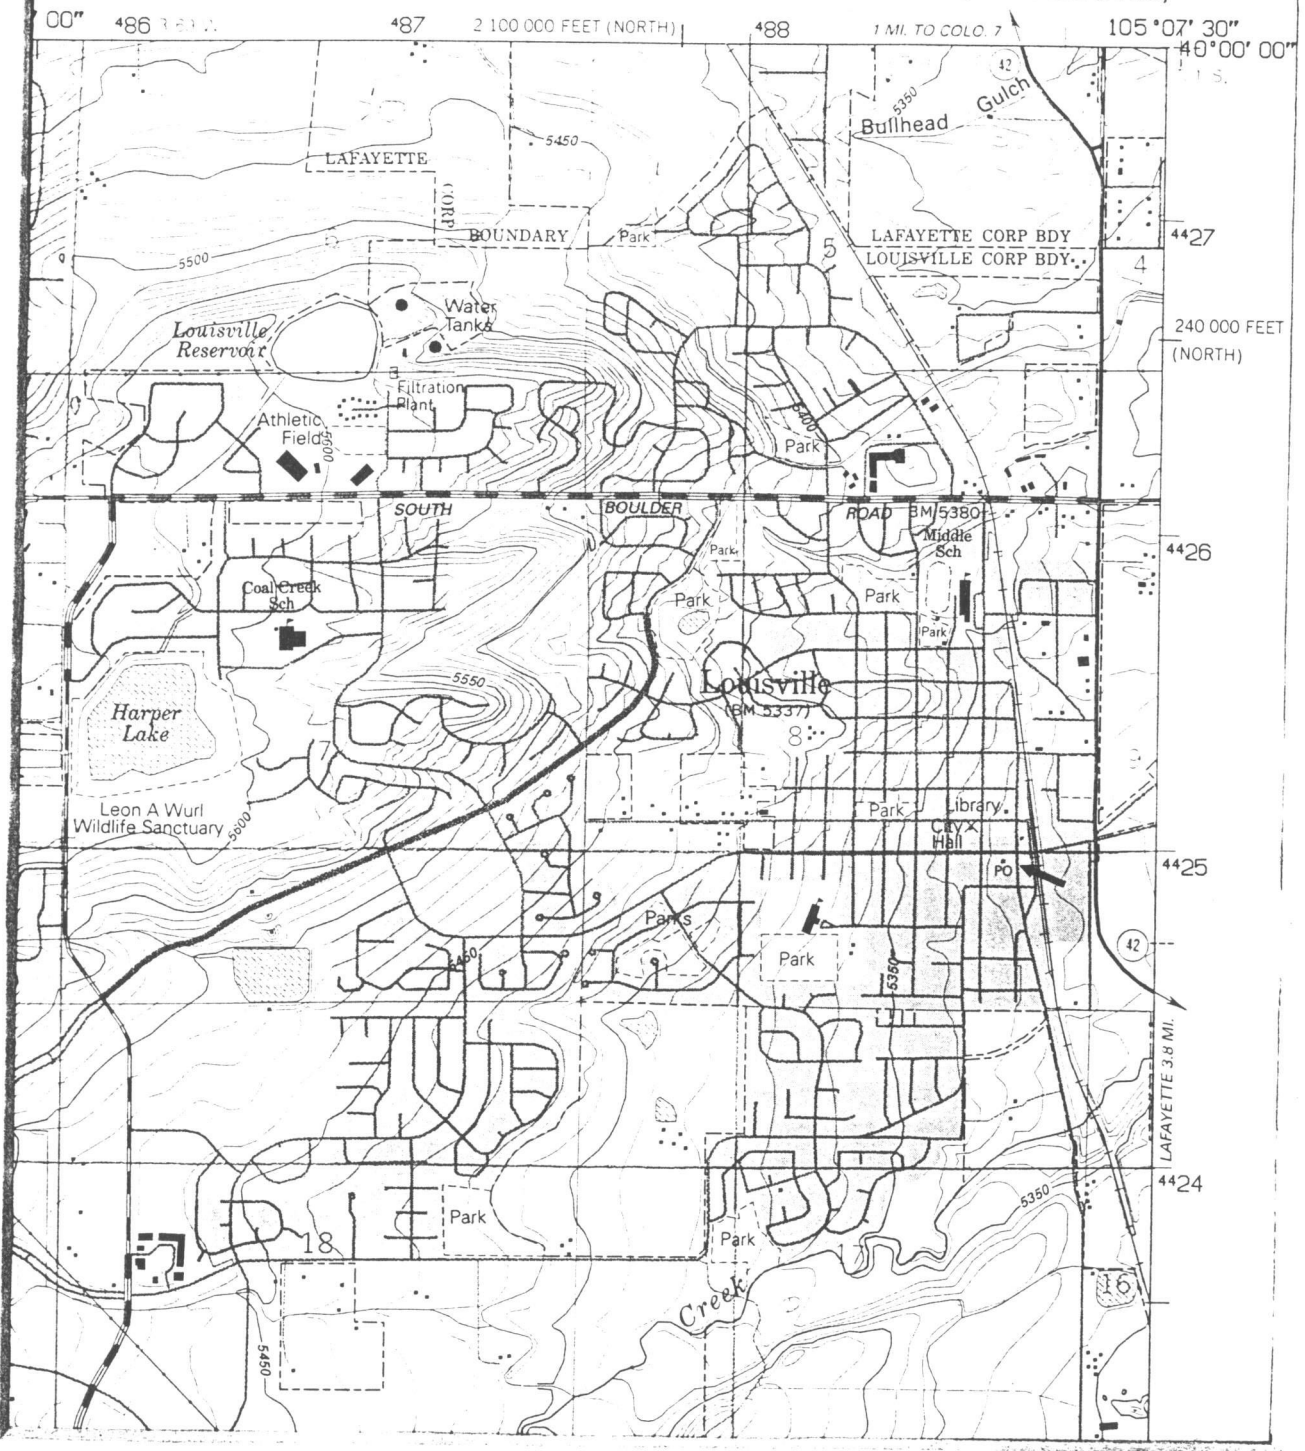 00" 486 487 2 100 000 FEET (NORTH) 488 1 MI. TO COLO. 7 105°07' 30"
40°00' 00"
42
Gulch
5350
Bullhead
5450
LAFAYETTE
CORP
BOUNDARY
Park
5
LAFAYETTE CORP BDY
LOUISVILLE CORP BDY
4427
4
5500
Water
Tanks
Louisville
Reservoir
240 000 FEET
(NORTH)
Filtration
Plant
Athletic
Field
5600
5400
Park
SOUTH BOULDER ROAD BM 5380
Middle
Sch
4426
Park
Coal Creek
Sch
Park
Park
Park
5550
Louisville
(BM 5337)
8
Harper
Lake
Leon A Wurl
Wildlife Sanctuary
5600
Park
Library
City
Hall
4425
PO
Parks
Park
42
5450
5350
LAFAYETTE 3.8 MI.
4424
5350
Park
18
Park
17
Creek
16
5450